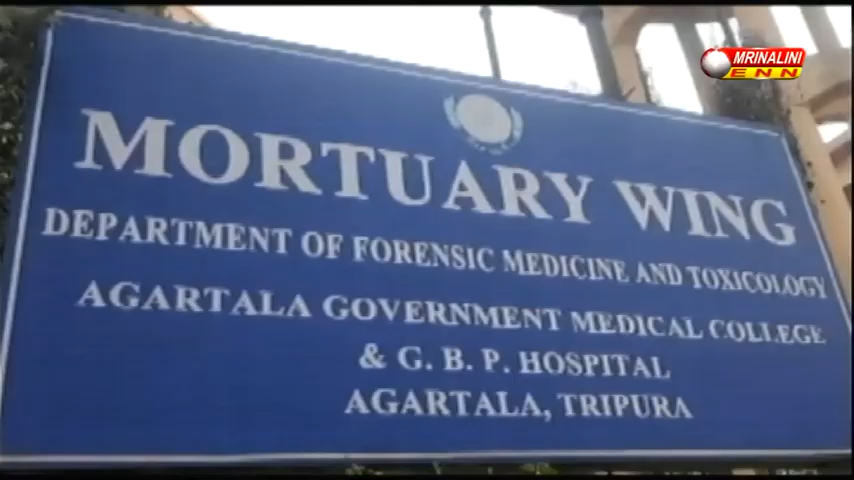 MRINALINI
ENN
MORTUARY WING
DEPARTMENT OF FORENSIC MEDICINE AND TOXICOLOGY
AGARTALA GOVERNMENT MEDICAL COLLEGE
& G. B. P. HOSPITAL
AGARTALA, TRIPURA